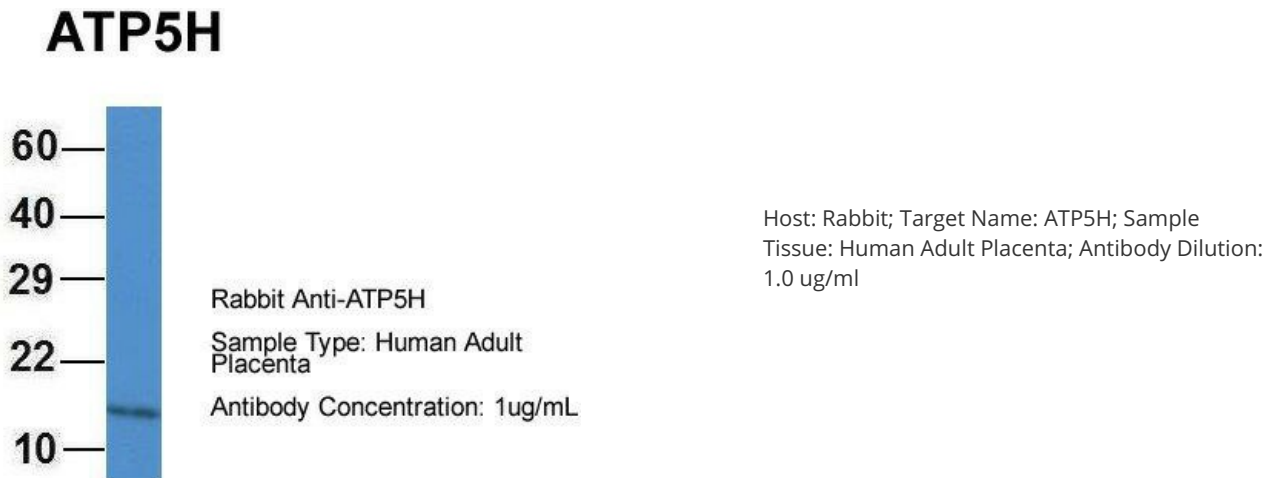 ATP5H
60
40
29
22
10
Rabbit Anti-ATP5H
Sample Type: Human Adult
Placenta
Antibody Concentration: 1ug/mL
Host: Rabbit; Target Name: ATP5H; Sample
Tissue: Human Adult Placenta; Antibody Dilution:
1.0 ug/ml